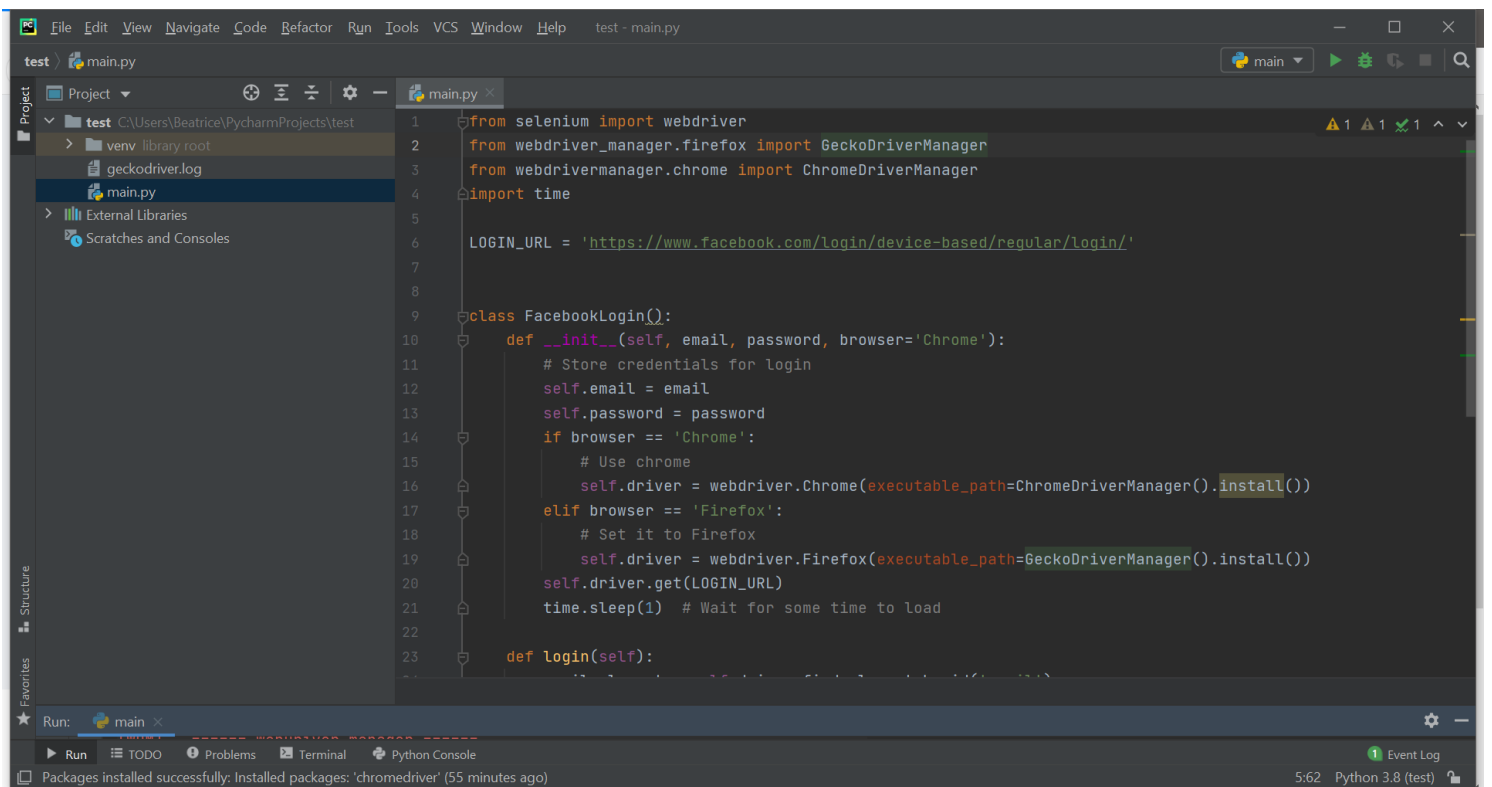 File Edit View Navigate Code Refactor Run Tools VCS Window Help test - main.py
test main.py main
Project Project main.py
test C:\Users\Beatrice\PycharmProjects\test
venv library root
geckodriver.log
main.py
External Libraries
Scratches and Consoles
1 from selenium import webdriver
1 1 1
2 from webdriver_manager.firefox import GeckoDriverManager
3 from webdrivermanager.chrome import ChromeDriverManager
4 import time
5
6 LOGIN_URL = 'https://www.facebook.com/login/device-based/regular/login/'
7
8
9 class FacebookLogin():
10 def __init__(self, email, password, browser='Chrome'):
11 # Store credentials for login
12 self.email = email
13 self.password = password
14 if browser == 'Chrome':
15 # Use chrome
16 self.driver = webdriver.Chrome(executable_path=ChromeDriverManager().install())
17 elif browser == 'Firefox':
18 # Set it to Firefox
19 self.driver = webdriver.Firefox(executable_path=GeckoDriverManager().install())
20 self.driver.get(LOGIN_URL)
21 time.sleep(1) # Wait for some time to load
22
23 def login(self):
Structure
Favorites
Run: main
Run TODO Problems Terminal Python Console 1 Event Log
Packages installed successfully: Installed packages: 'chromedriver' (55 minutes ago) 5:62 Python 3.8 (test)